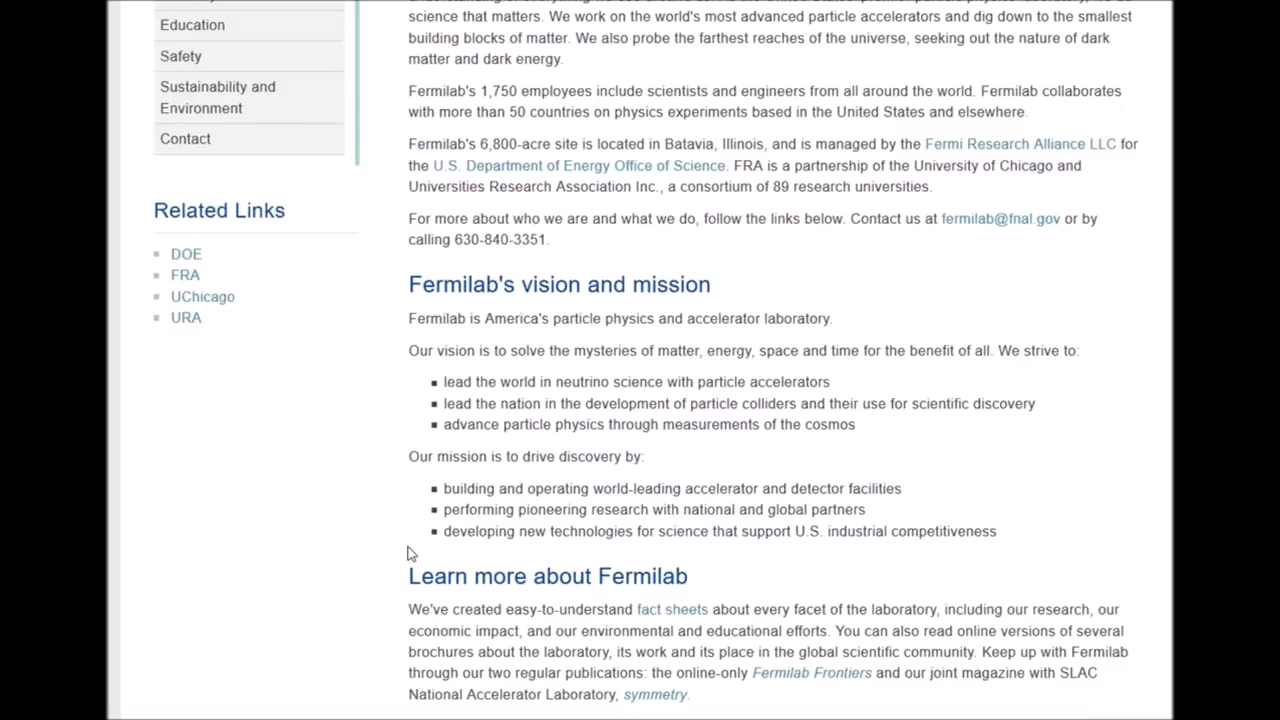 Education
Safety
Sustainability and
Environment
Contact
Related Links
DOE
FRA
UChicago
URA
science that matters. We work on the world's most advanced particle accelerators and dig down to the smallest
building blocks of matter. We also probe the farthest reaches of the universe, seeking out the nature of dark
matter and dark energy.
Fermilab's 1,750 employees include scientists and engineers from all around the world. Fermilab collaborates
with more than 50 countries on physics experiments based in the United States and elsewhere.
Fermilab's 6,800-acre site is located in Batavia, Illinois, and is managed by the Fermi Research Alliance LLC for
the U.S. Department of Energy Office of Science. FRA is a partnership of the University of Chicago and
Universities Research Association Inc., a consortium of 89 research universities.
For more about who we are and what we do, follow the links below. Contact us at fermilab@fnal.gov or by
calling 630-840-3351.
Fermilab's vision and mission
Fermilab is America's particle physics and accelerator laboratory.
Our vision is to solve the mysteries of matter, energy, space and time for the benefit of all. We strive to:
lead the world in neutrino science with particle accelerators
lead the nation in the development of particle colliders and their use for scientific discovery
advance particle physics through measurements of the cosmos
Our mission is to drive discovery by:
building and operating world-leading accelerator and detector facilities
performing pioneering research with national and global partners
developing new technologies for science that support U.S. industrial competitiveness
Learn more about Fermilab
We've created easy-to-understand fact sheets about every facet of the laboratory, including our research, our
economic impact, and our environmental and educational efforts. You can also read online versions of several
brochures about the laboratory, its work and its place in the global scientific community. Keep up with Fermilab
through our two regular publications: the online-only Fermilab Frontiers and our joint magazine with SLAC
National Accelerator Laboratory, symmetry.